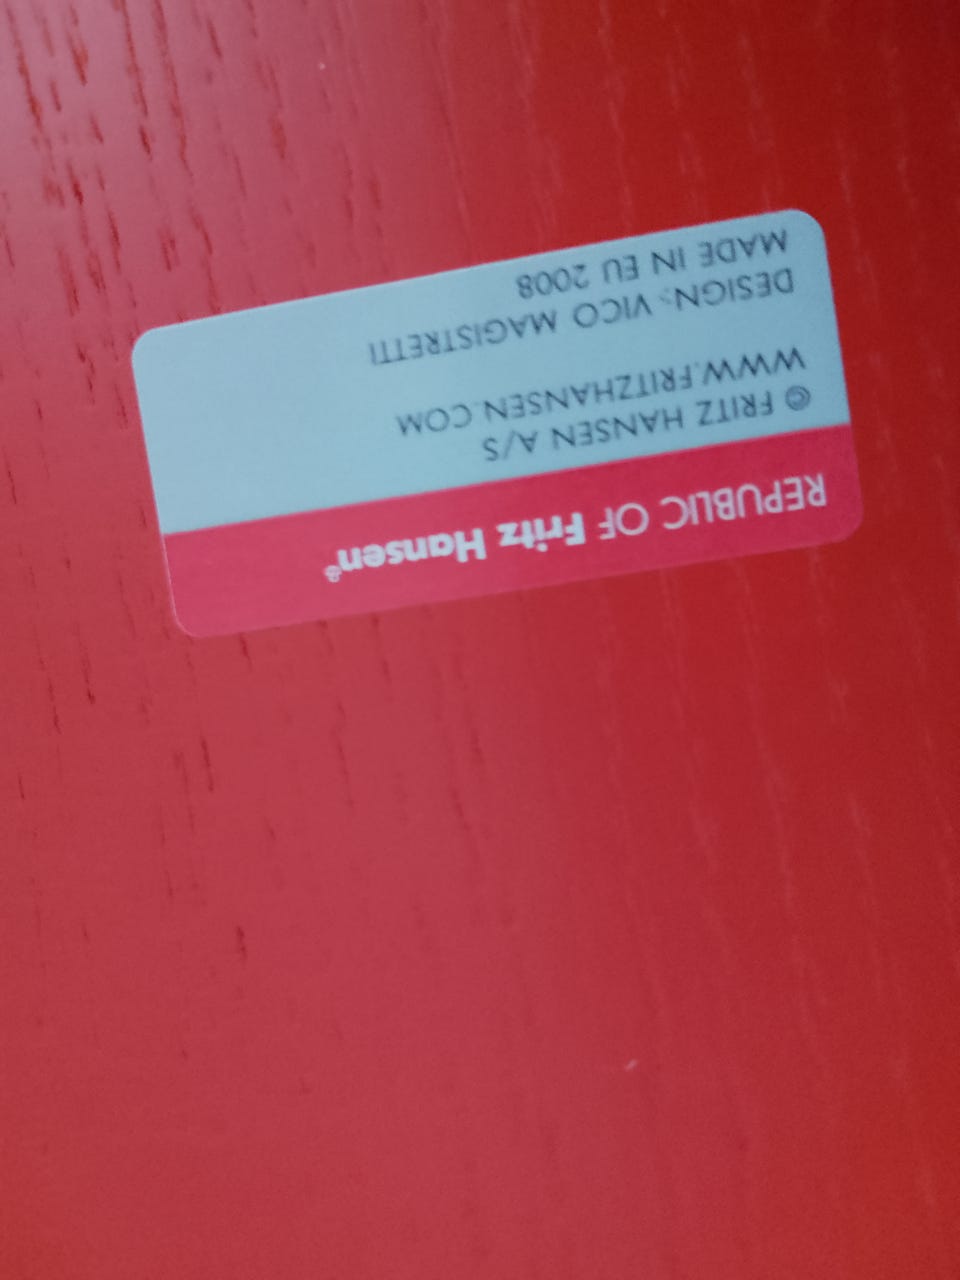 REPUBLIC OF Fritz Hansen®
© FRITZ HANSEN A/S
WWW.FRITZHANSEN.COM
DESIGN: VICO MAGISTRETTI
MADE IN EU 2008